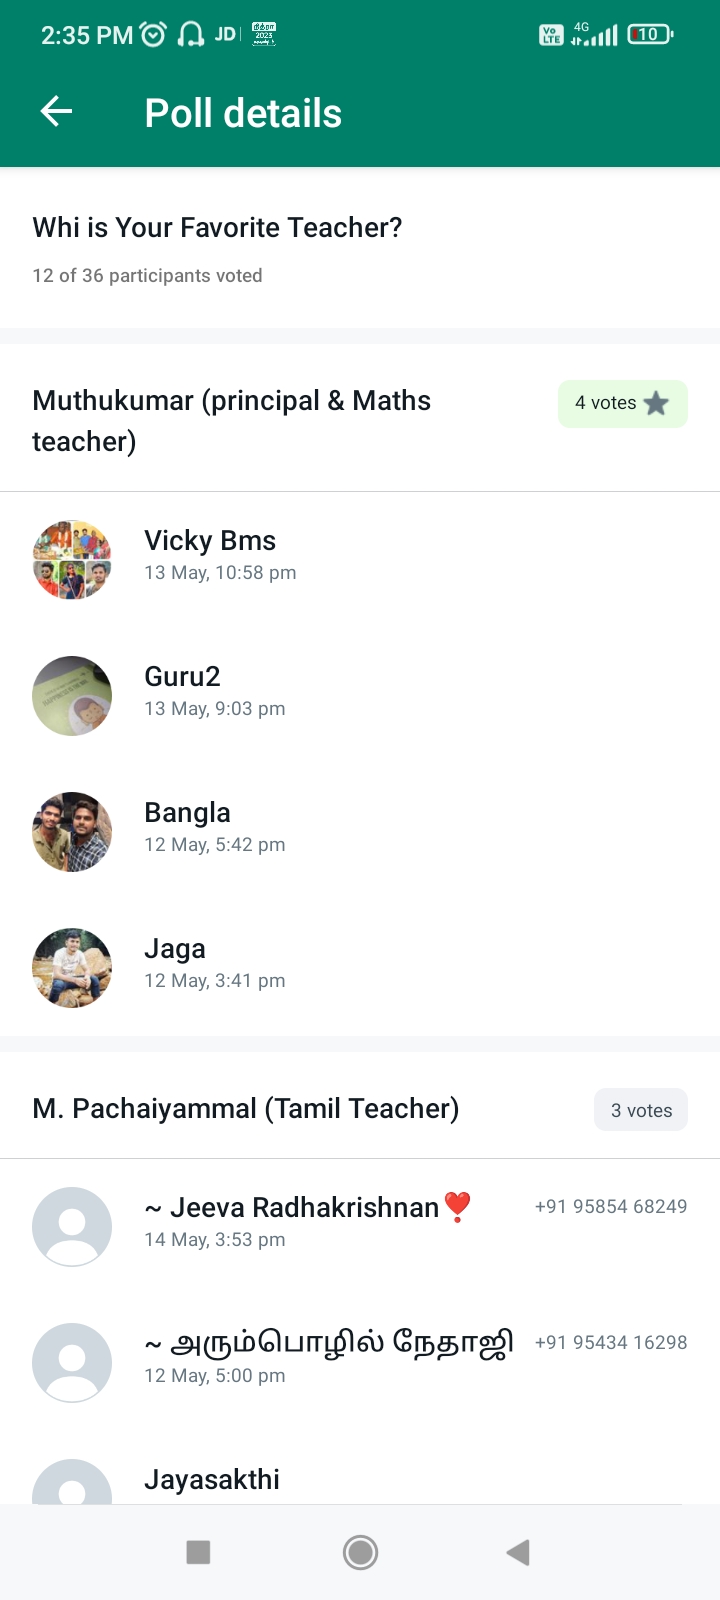 2:35 PM JD
2023
Vo LTE 4G 10
Poll details
Whi is Your Favorite Teacher?
12 of 36 participants voted
Muthukumar (principal & Maths
teacher)
4 votes
Vicky Bms
13 May, 10:58 pm
Guru2
13 May, 9:03 pm
Bangla
12 May, 5:42 pm
Jaga
12 May, 3:41 pm
M. Pachaiyammal (Tamil Teacher)
3 votes
~ Jeeva Radhakrishnan❣️ +91 95854 68249
14 May, 3:53 pm
~ அரும்பொழில் நேதாஜி +91 95434 16298
12 May, 5:00 pm
Jayasakthi